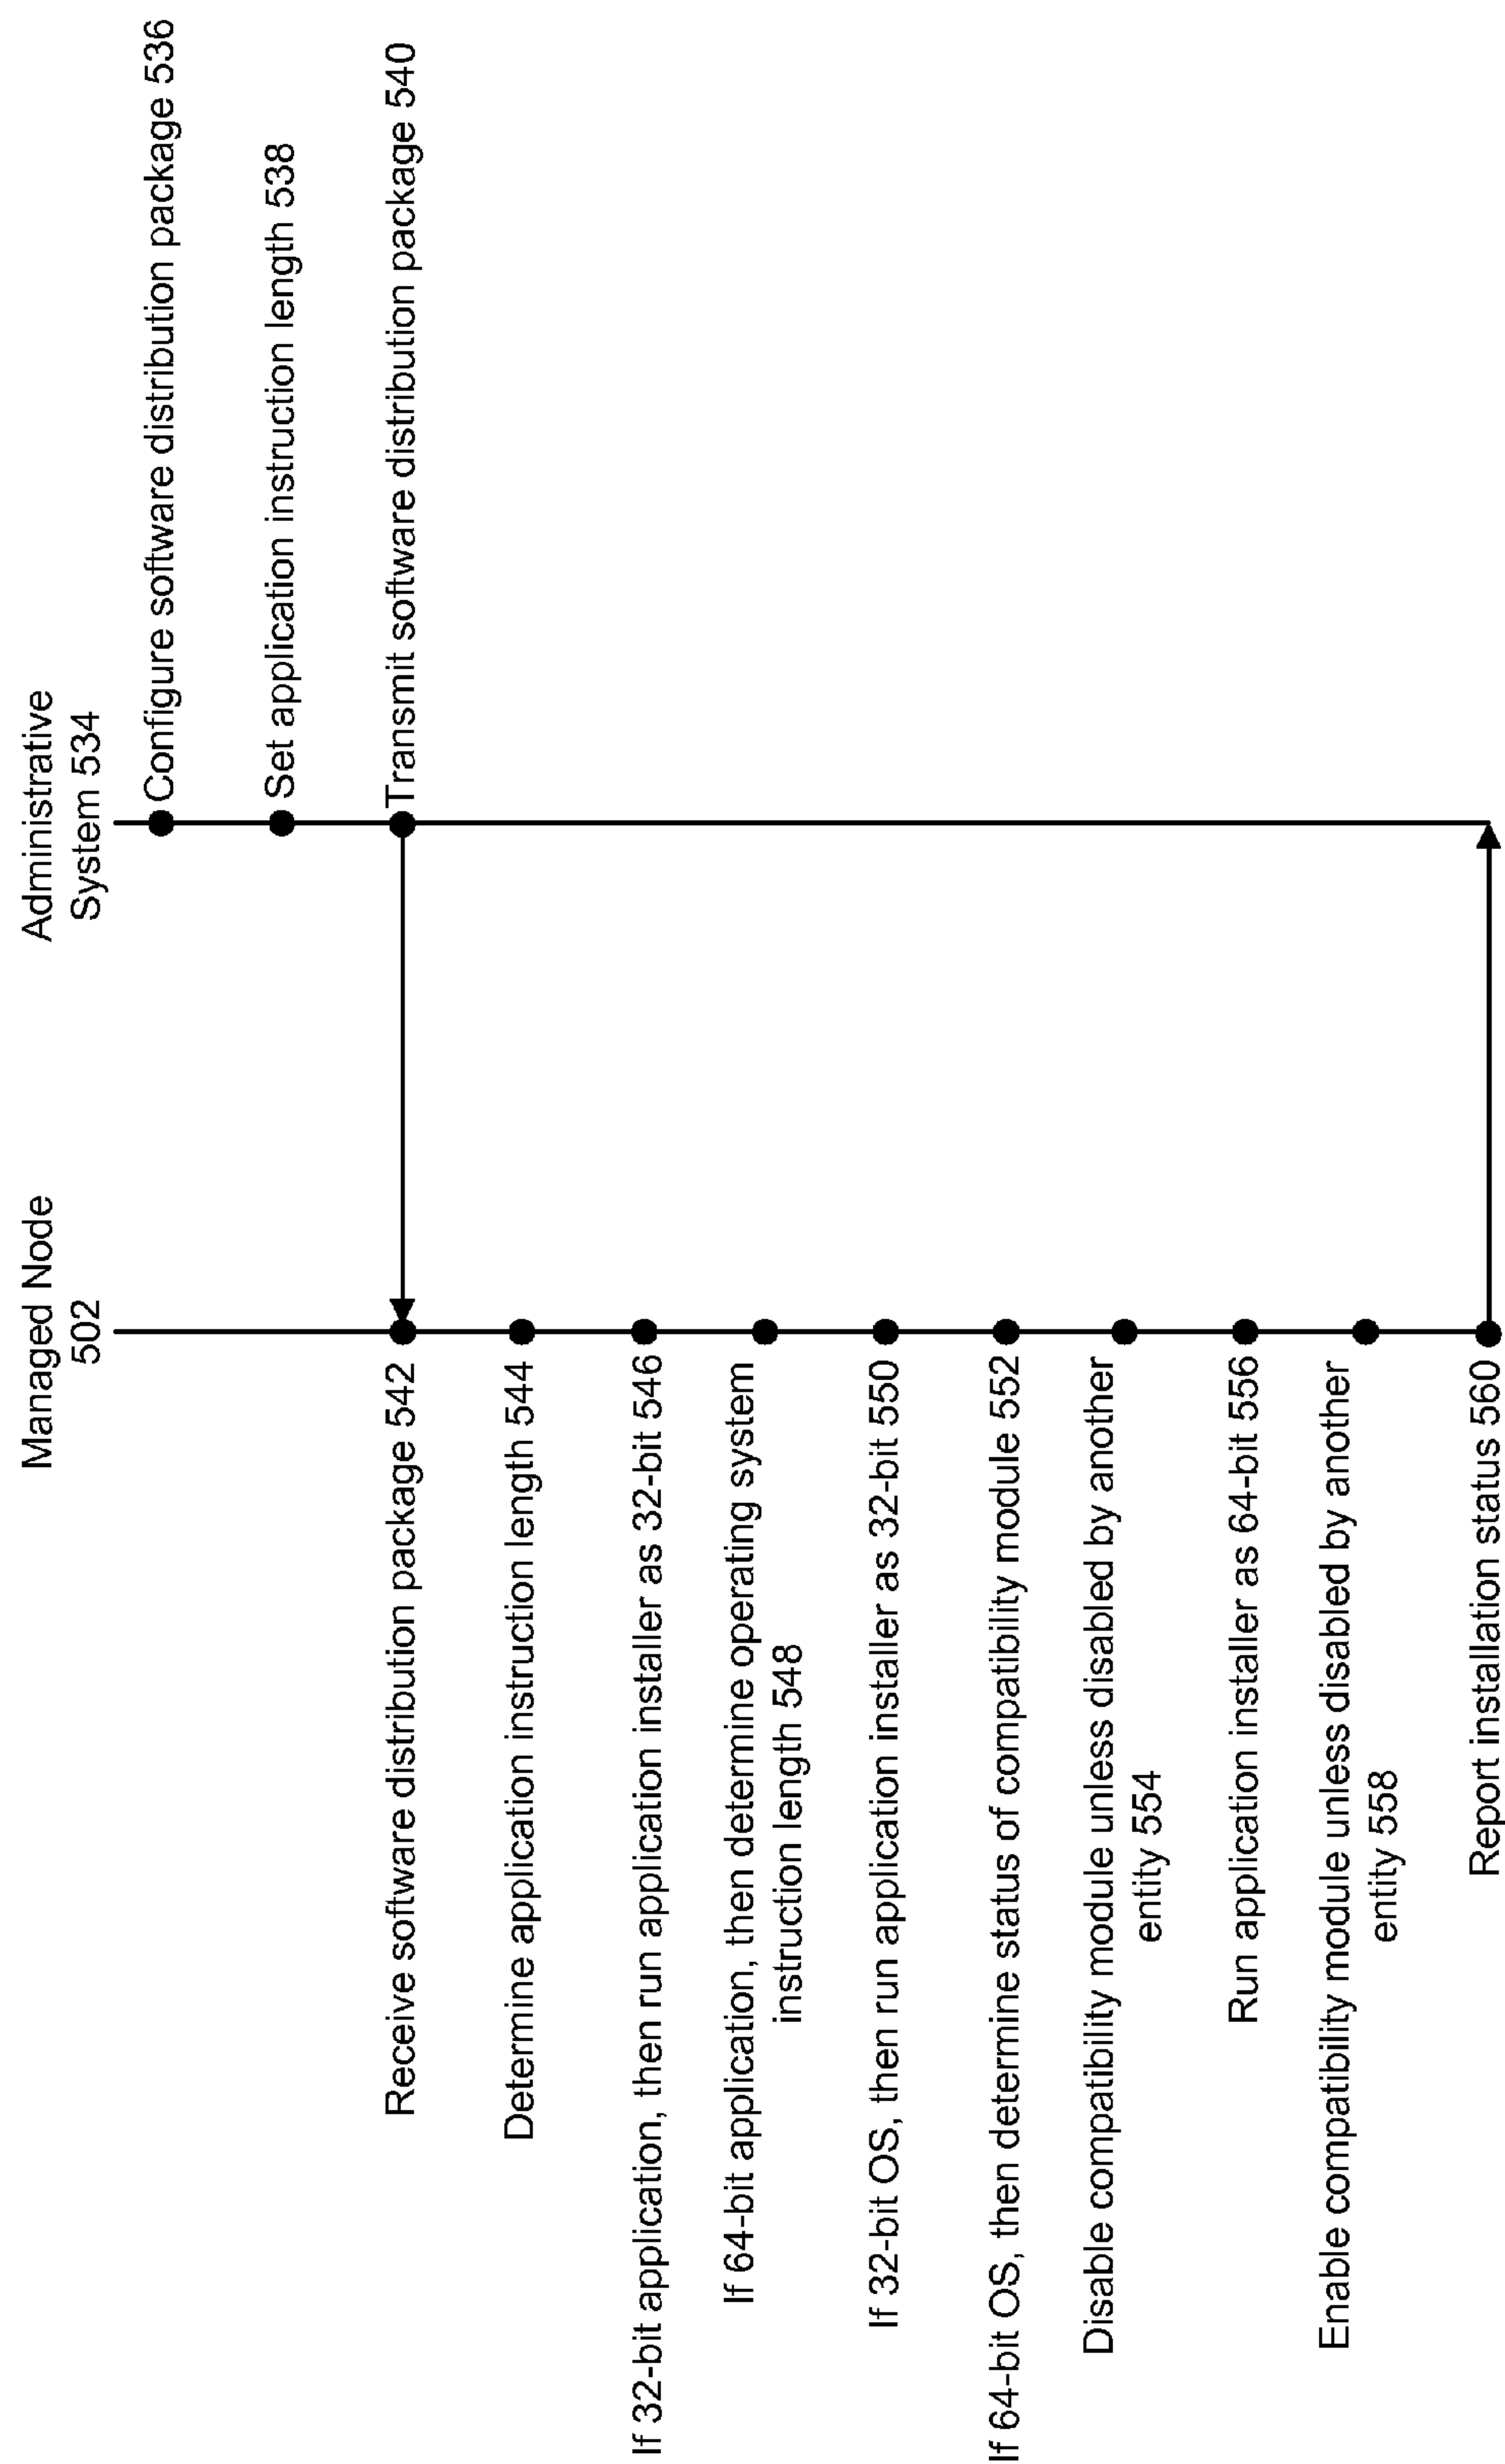 Managed Node
502
Administrative
System 534
Configure software distribution package 536
Set application instruction length 538
Transmit software distribution package 540
Receive software distribution package 542
Determine application instruction length 544
If 32-bit application, then run application installer as 32-bit 546
If 64-bit application, then determine operating system
instruction length 548
If 32-bit OS, then run application installer as 32-bit 550
If 64-bit OS, then determine status of compatibility module 552
Disable compatibility module unless disabled by another
entity 554
Run application installer as 64-bit 556
Enable compatibility module unless disabled by another
entity 558
Report installation status 560